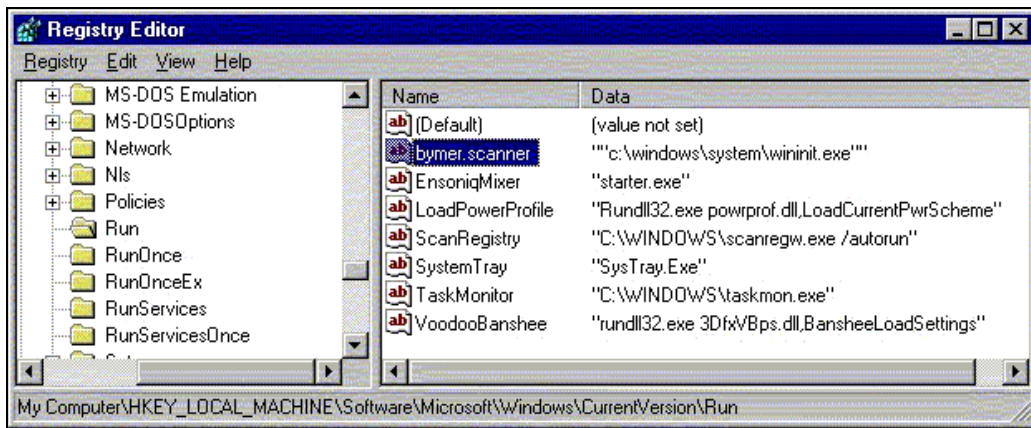 Registry Editor
Registry Edit View Help
MS-DOS Emulation
MS-DOSOptions
Network
Nls
Policies
Run
RunOnce
RunOnceEx
RunServices
RunServicesOnce
Name Data
(Default) (value not set)
bymer.scanner ""c:\windows\system\wininit.exe""
EnsoniqMixer "starter.exe"
LoadPowerProfile "Rundll32.exe powrprof.dll,LoadCurrentPwrScheme"
ScanRegistry "C:\WINDOWS\scanregw.exe /autorun"
SystemTray "SysTray.Exe"
TaskMonitor "C:\WINDOWS\taskmon.exe"
VoodooBanshee "rundll32.exe 3DfxVBps.dll,BansheeLoadSettings"
My Computer\HKEY_LOCAL_MACHINE\Software\Microsoft\Windows\CurrentVersion\Run